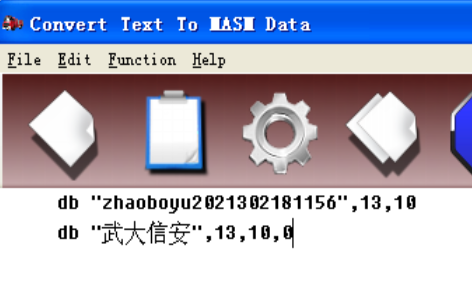 Convert Text To MASM Data
File Edit Function Help
db "zhaoboyu2021302181156",13,10
db "武大信安",13,10,0